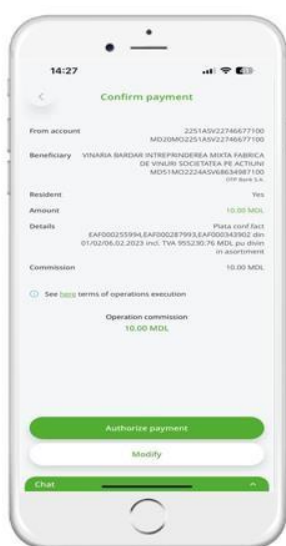 14:27
Confirm payment
From account 2251ASV22746677100
MD20MO2251ASV22746677100
Beneficiary VINARIA BARDAR INTREPRINDEREA MIXTA FABRICA
DE VINURI SOCIETATEA PE ACTIUNI
MD51MO2224ASV68634987100
OTP Bank S.A.
Resident Yes
Amount 10.00 MDL
Details Plata conf.fact
EAF000255994,EAF000287993,EAF000343902 din
01/02/06.02.2023 incl. TVA 955230.76 MDL pu divin
in asortment
Commission 10.00 MDL
See here terms of operations execution
Operation commission
10.00 MDL
Authorize payment
Modify
Chat